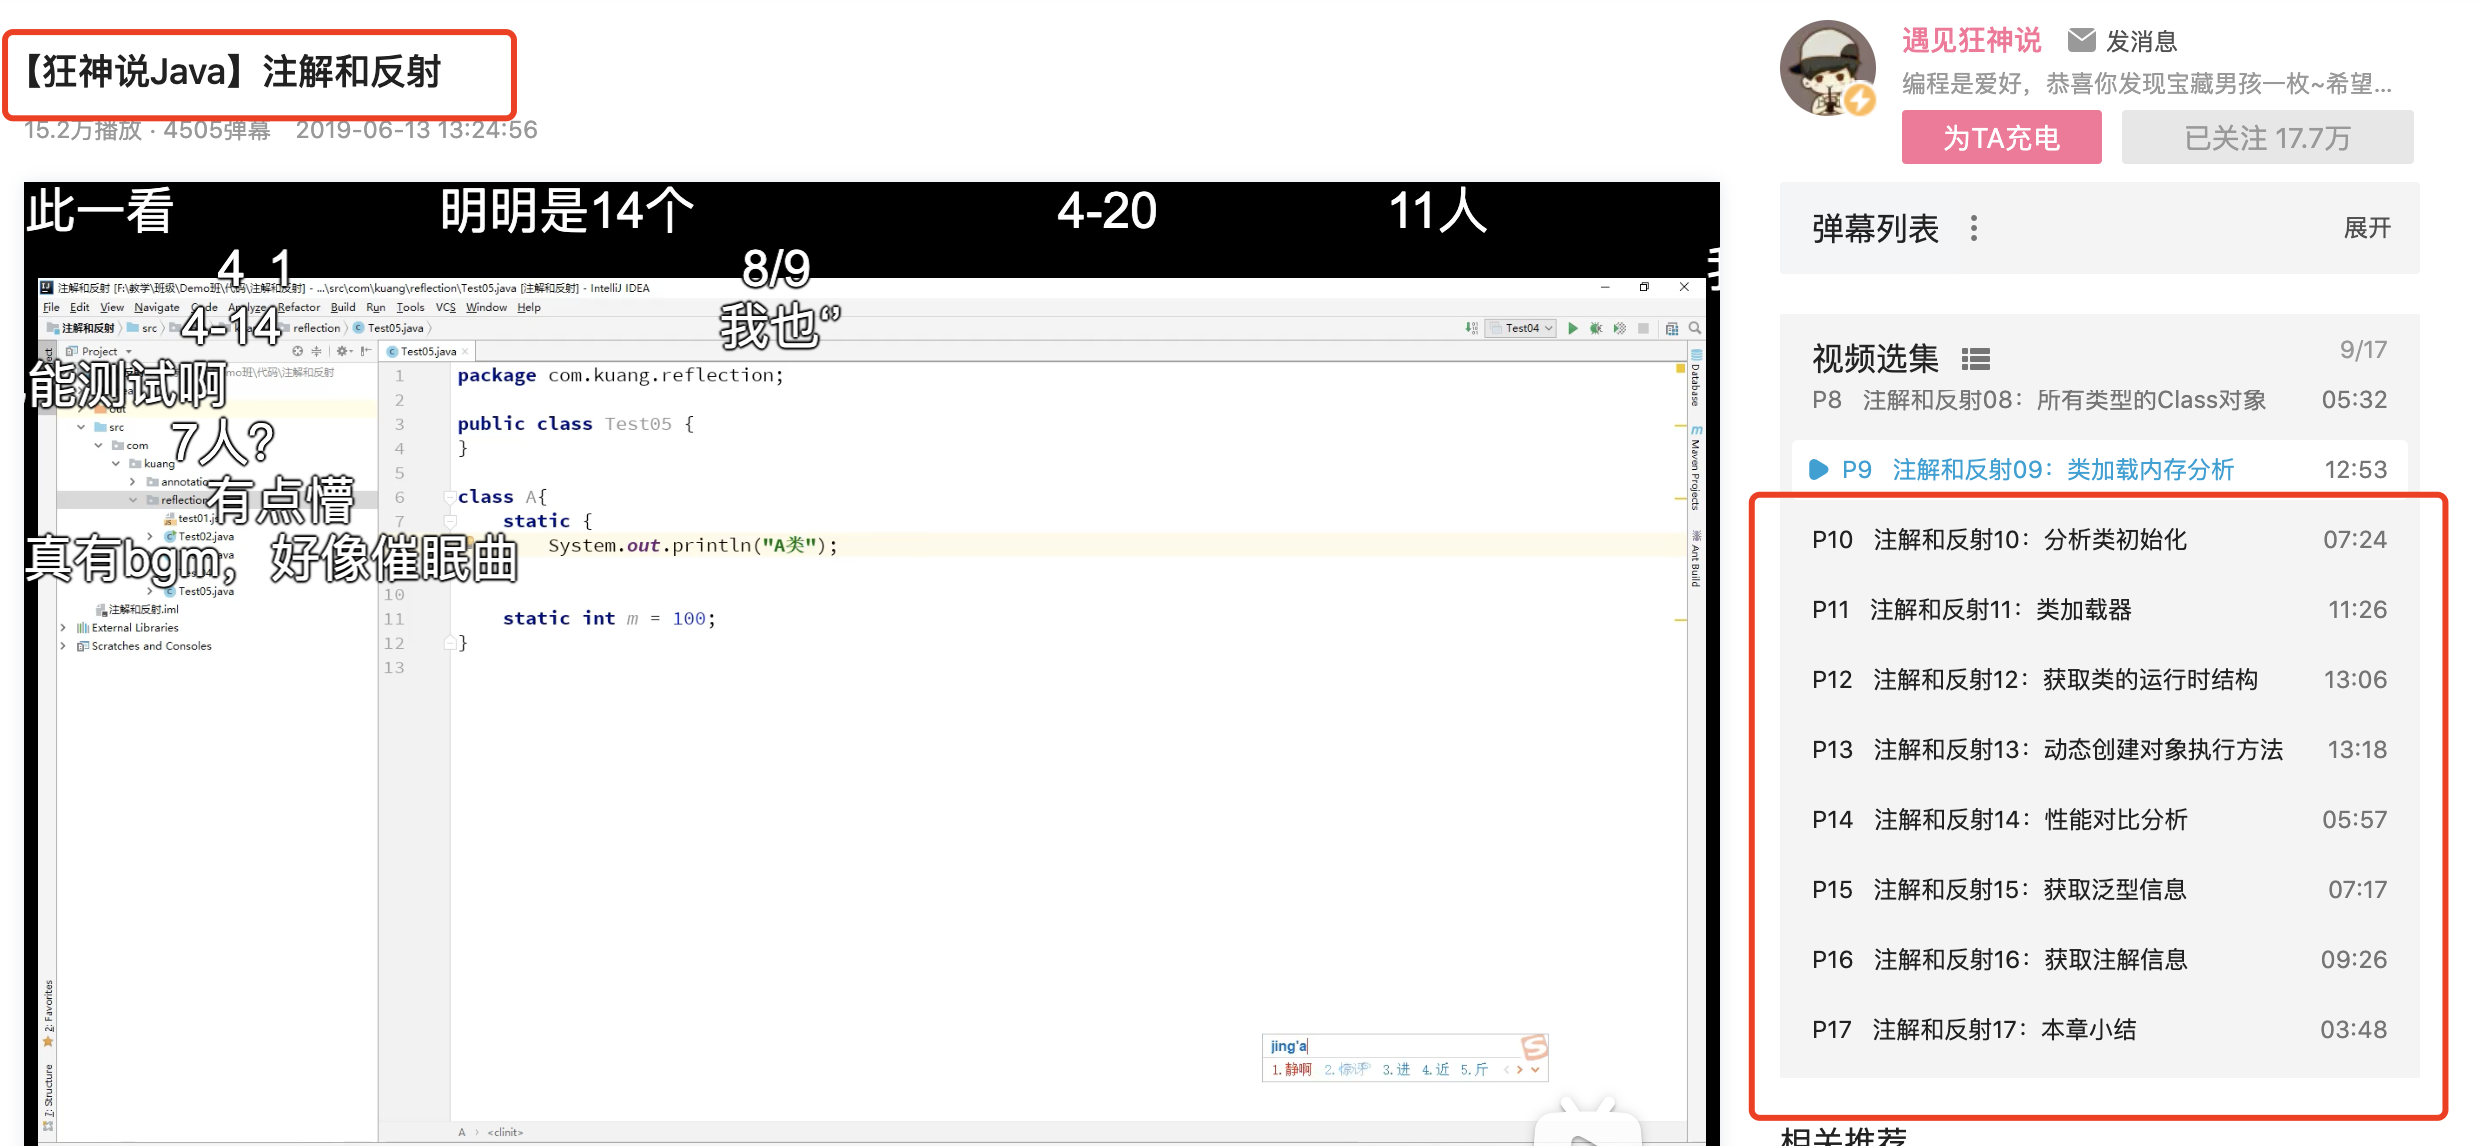 【狂神说Java】注解和反射
15.2万播放 · 4505弹幕 2019-06-13 13:24:56
此一看 明明是14个 4-20 11人
4 1 8/9
注解和反射 [F:\教学\班级\Demo班\代码\注解和反射] - ...\src\com\kuang\reflection\Test05.java [注解和反射] - IntelliJ IDEA
File Edit View Navigate Code Analyze Refactor Build Run Tools VCS Window Help
4-14 我也“
注解和反射 src reflection Test05.java Test04
Project Test05.java
能测试啊
mo班\代码\注解和反射
out
src
com
7人？
kuang
annotatio
reflection
有点懵
test01.js
Test02.java
真有bgm，好像催眠曲
Test05.java
注解和反射.iml
External Libraries
Scratches and Consoles
1 package com.kuang.reflection;
2
3 public class Test05 {
4 }
5
6 class A{
7 static {
System.out.println("A类");
10
11 static int m = 100;
12 }
13
Database
Maven Projects
Ant Build
2: Favorites
7: Structure
jing'a
1.静啊 3.进 4.近 5.斤
A › <clinit>
遇见狂神说 发消息
编程是爱好，恭喜你发现宝藏男孩一枚~希望...
为TA充电 已关注 17.7万
弹幕列表 展开
视频选集 9/17
P8 注解和反射08：所有类型的Class对象 05:32
P9 注解和反射09：类加载内存分析 12:53
P10 注解和反射10：分析类初始化 07:24
P11 注解和反射11：类加载器 11:26
P12 注解和反射12：获取类的运行时结构 13:06
P13 注解和反射13：动态创建对象执行方法 13:18
P14 注解和反射14：性能对比分析 05:57
P15 注解和反射15：获取泛型信息 07:17
P16 注解和反射16：获取注解信息 09:26
P17 注解和反射17：本章小结 03:48
相关推荐